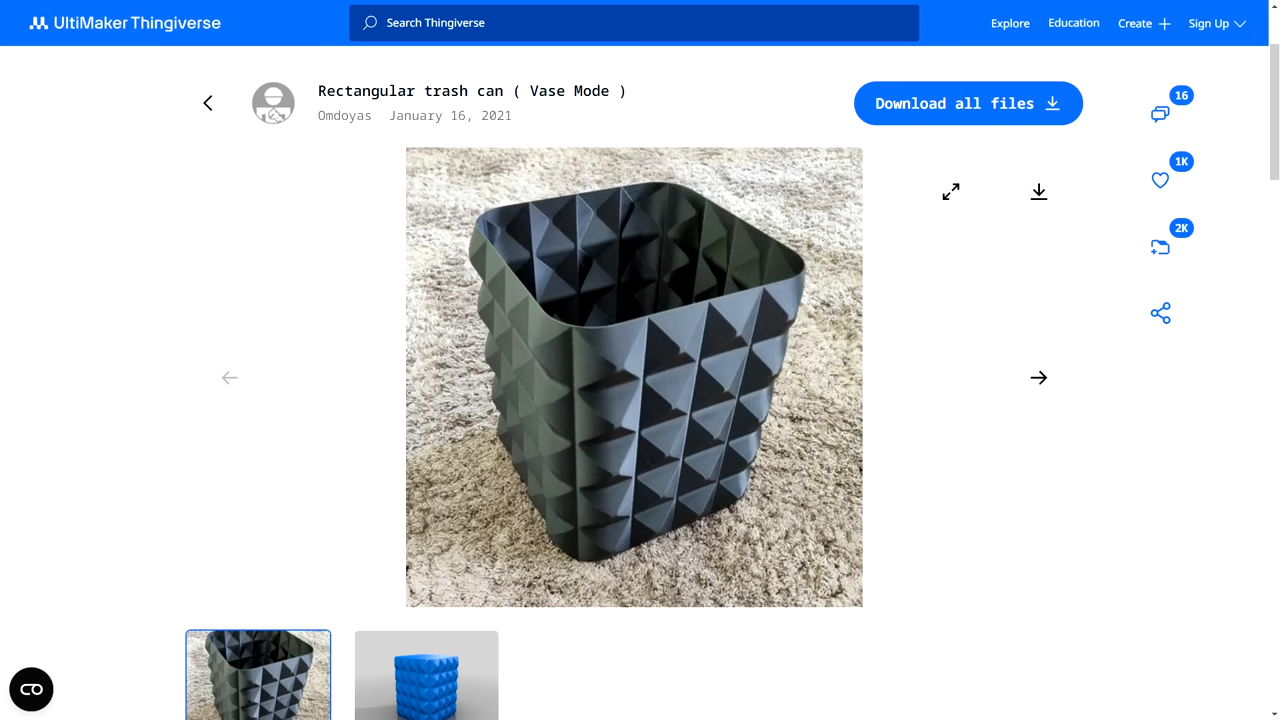 UltiMaker Thingiverse
Search Thingiverse
Explore
Education
Create
Sign Up
Rectangular trash can ( Vase Mode )
Omdoyas January 16, 2021
Download all files
16
1K
2K